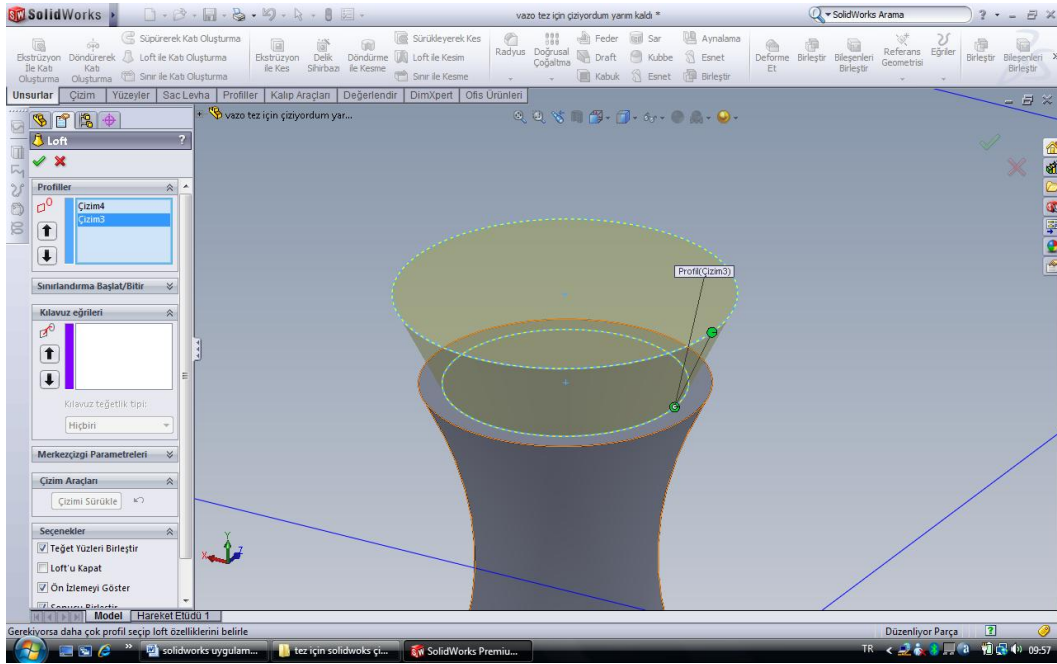 SolidWorks
vazo tez için çiziyordum yarım kaldı *
SolidWorks Arama
Ekstrüzyon İle Katı Oluşturma
Döndürerek Katı Oluşturma
Süpürerek Katı Oluşturma
Loft ile Katı Oluşturma
Sınır ile Katı Oluşturma
Ekstrüzyon ile Kes
Delik Sihirbazı
Döndürme ile Kesme
Sürükleyerek Kes
Loft ile Kesim
Sınır ile Kesme
Radyus
Doğrusal Çoğaltma
Feder
Draft
Kabuk
Sar
Kubbe
Esnet
Aynalama
Esnet
Birleştir
Deforme Et
Birleştir
Bileşenleri Birleştir
Referans Geometrisi
Eğriler
Birleştir
Bileşenleri Birleştir
Unsurlar Çizim Yüzeyler Sac Levha Profiller Kalıp Araçları Değerlendir DimXpert Ofis Ürünleri
vazo tez için çiziyordum yar...
Loft ?
Profiller
Çizim4
Çizim3
Sınırlandırma Başlat/Bitir
Kılavuz eğrileri
Kılavuz teğetlik tipi:
Hiçbiri
Merkezçizgi Parametreleri
Çizim Araçları
Çizimi Sürükle
Seçenekler
Teğet Yüzleri Birleştir
Loft'u Kapat
Ön İzlemeyi Göster
Sonucu Birleştir
Profil(Çizim3)
Y
X
Z
Model Hareket Etüdü 1
Gerekiyorsa daha çok profil seçip loft özelliklerini belirle
Düzenliyor Parça
solidworks uygulam...
tez için solidwoks çi...
SolidWorks Premiu...
TR
09:57